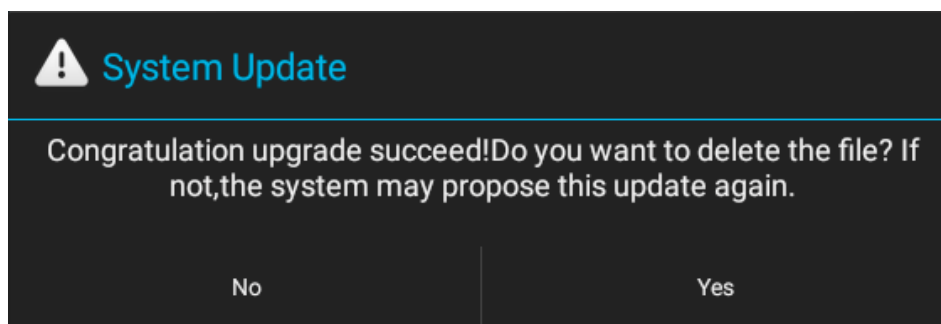 System Update
Congratulation upgrade succeed!Do you want to delete the file? If
not,the system may propose this update again.
No
Yes